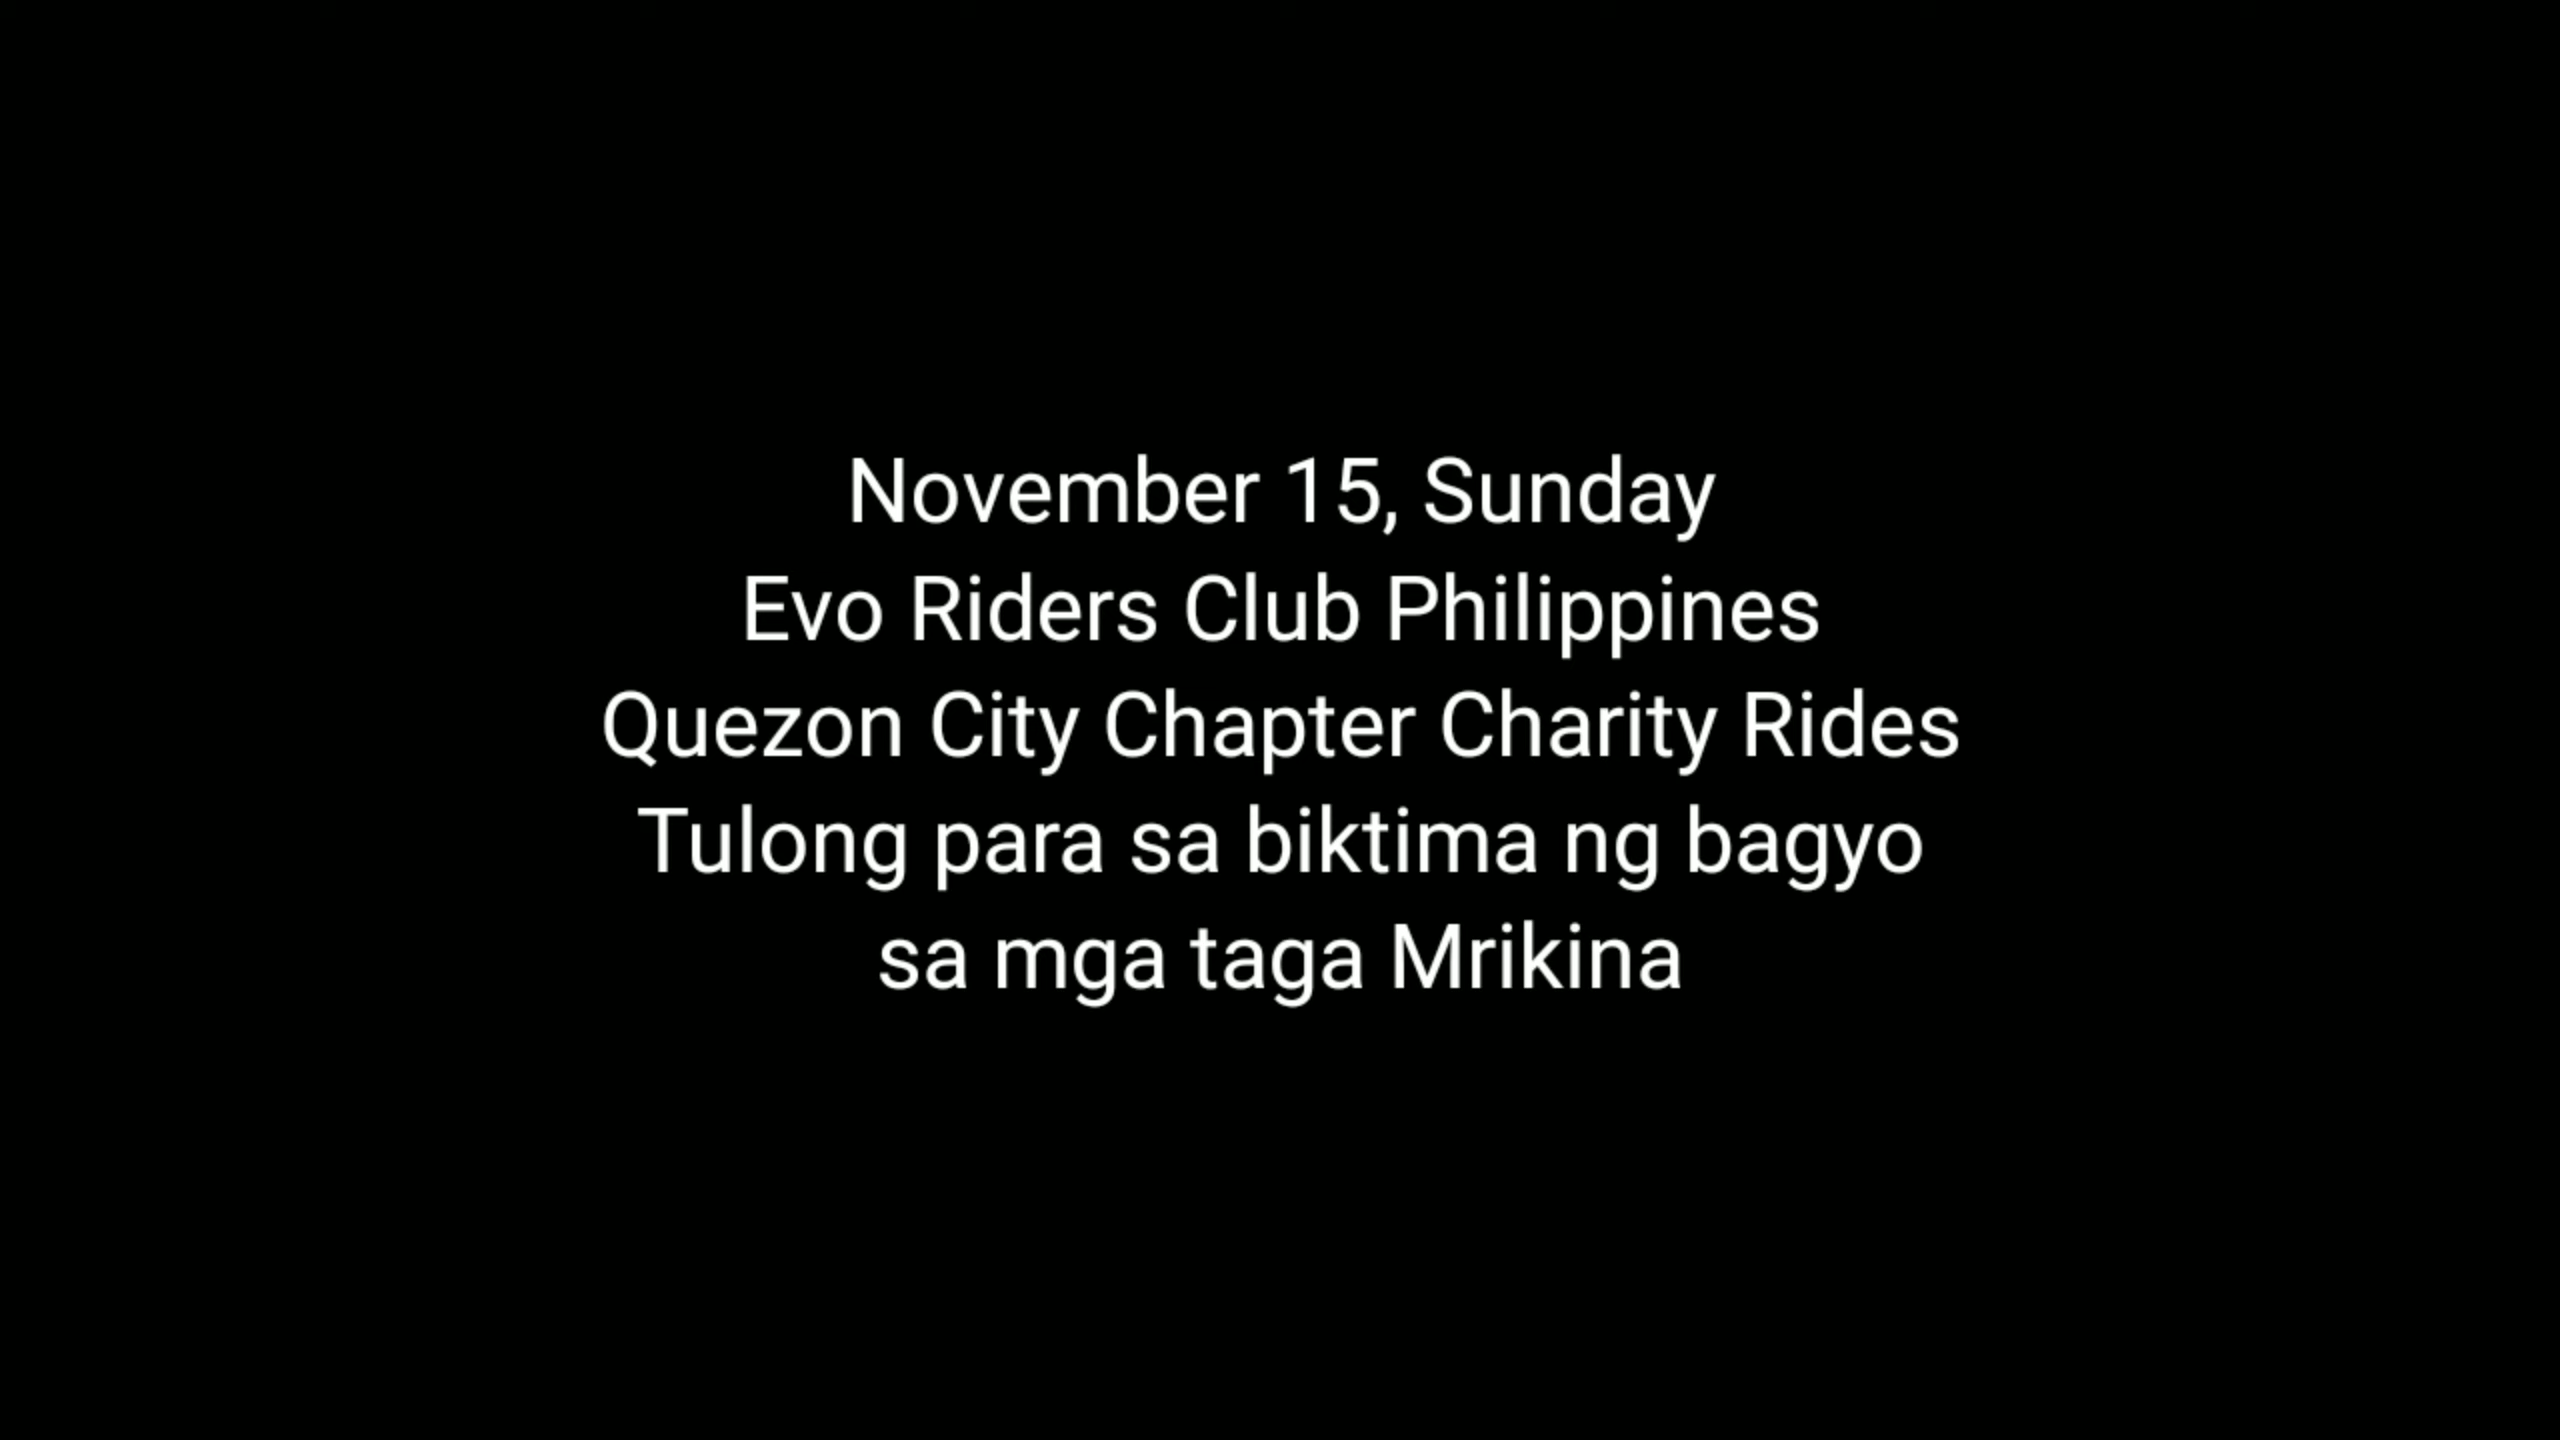 November 15, Sunday
Evo Riders Club Philippines
Quezon City Chapter Charity Rides
Tulong para sa biktima ng bagyo
sa mga taga Mrikina